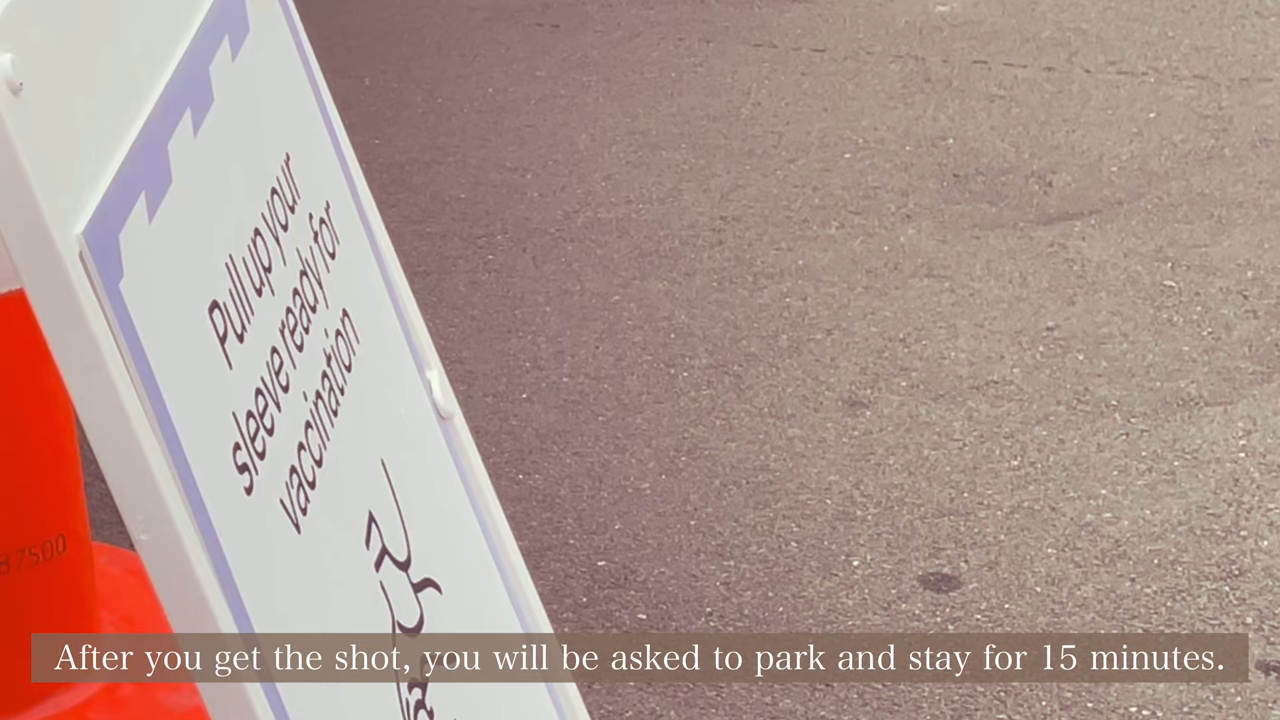 Pull up your
sleeve ready for
vaccination
87500
After you get the shot, you will be asked to park and stay for 15 minutes.